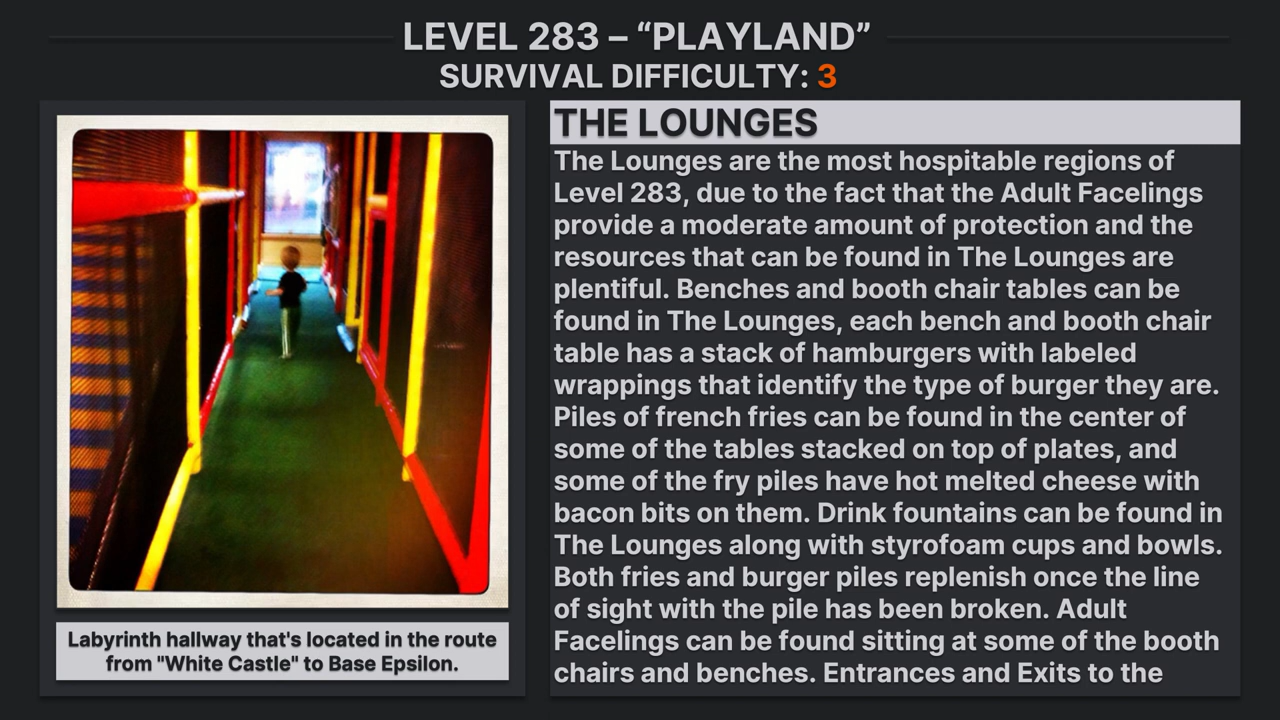 LEVEL 283 – “PLAYLAND”
SURVIVAL DIFFICULTY: 3
THE LOUNGES
The Lounges are the most hospitable regions of
Level 283, due to the fact that the Adult Facelings
provide a moderate amount of protection and the
resources that can be found in The Lounges are
plentiful. Benches and booth chair tables can be
found in The Lounges, each bench and booth chair
table has a stack of hamburgers with labeled
wrappings that identify the type of burger they are.
Piles of french fries can be found in the center of
some of the tables stacked on top of plates, and
some of the fry piles have hot melted cheese with
bacon bits on them. Drink fountains can be found in
The Lounges along with styrofoam cups and bowls.
Both fries and burger piles replenish once the line
of sight with the pile has been broken. Adult
Facelings can be found sitting at some of the booth
chairs and benches. Entrances and Exits to the
Labyrinth hallway that's located in the route
from "White Castle" to Base Epsilon.